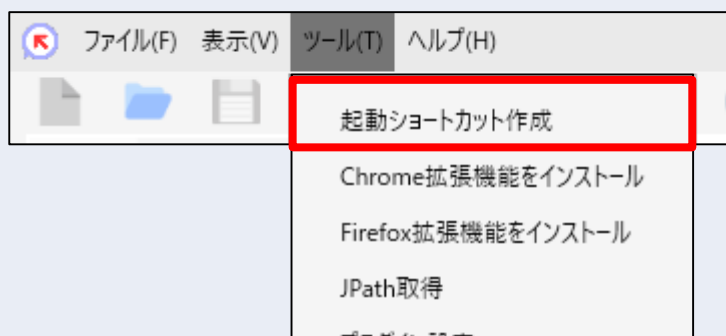 ファイル(F) 表示(V) ツール(T) ヘルプ(H)
起動ショートカット作成
Chrome拡張機能をインストール
Firefox拡張機能をインストール
JPath取得